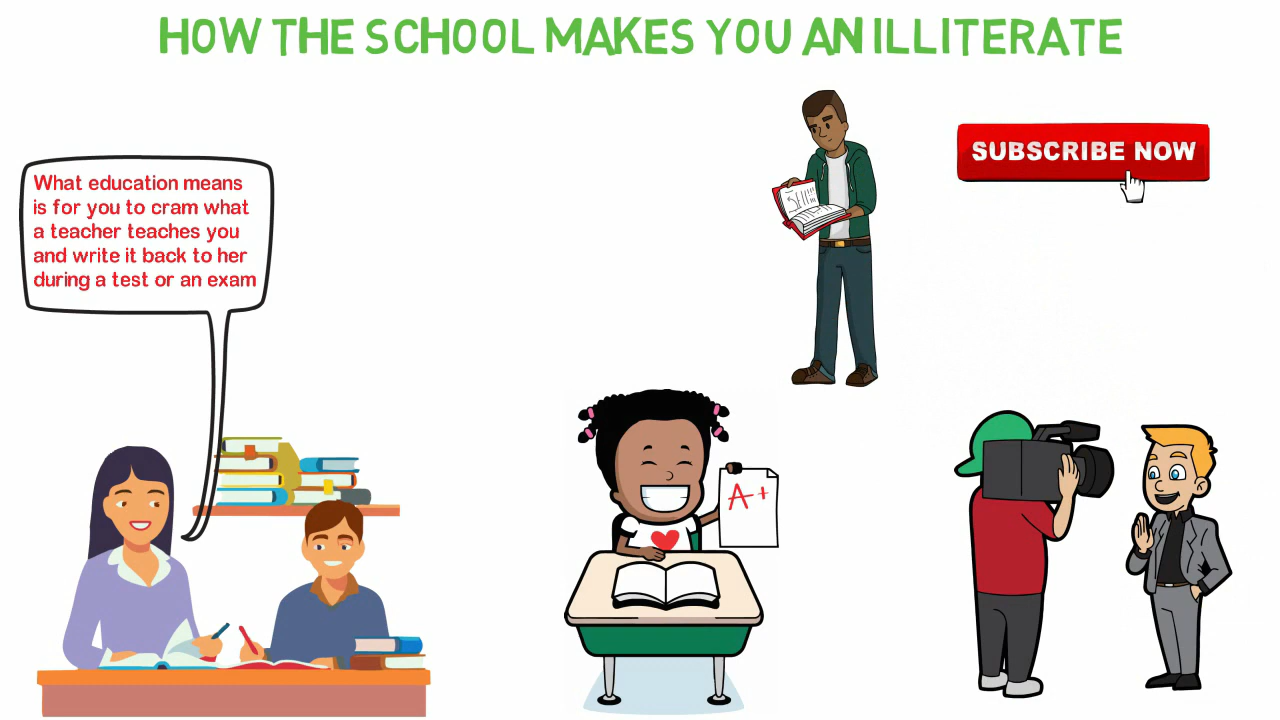 HOW THE SCHOOL MAKES YOU AN ILLITERATE
SUBSCRIBE NOW
What education means
is for you to cram what
a teacher teaches you
and write it back to her
during a test or an exam
A+